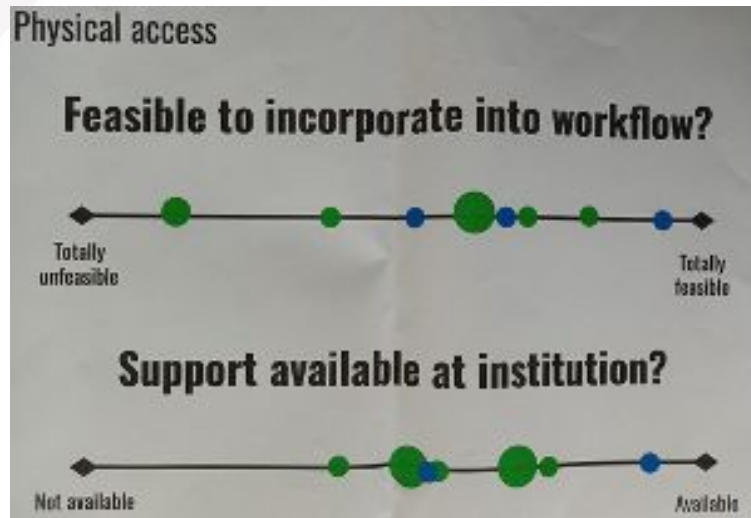 Physical access
Feasible to incorporate into workflow?
Totally
unfeasible
Totally
feasible
Support available at institution?
Not available
Available